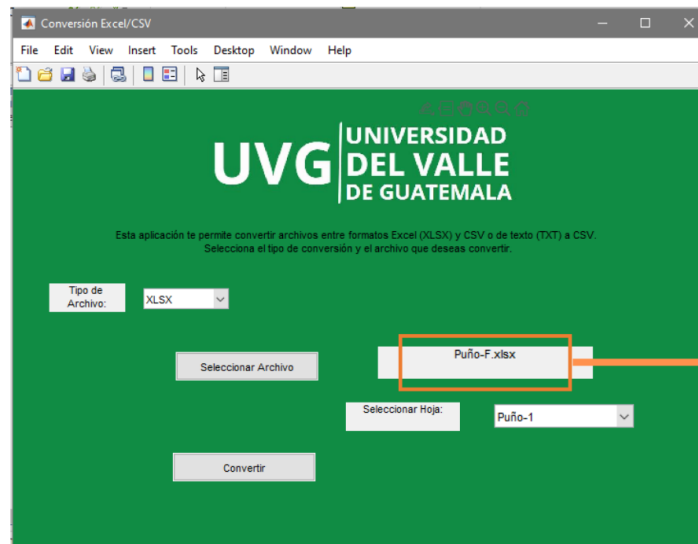 Conversión Excel/CSV
File Edit View Insert Tools Desktop Window Help
UVG
UNIVERSIDAD
DEL VALLE
DE GUATEMALA
Esta aplicación te permite convertir archivos entre formatos Excel (XLSX) y CSV o de texto (TXT) a CSV.
Selecciona el tipo de conversión y el archivo que deseas convertir.
Tipo de
Archivo:
XLSX
Seleccionar Archivo
Puño-F.xlsx
Seleccionar Hoja:
Puño-1
Convertir